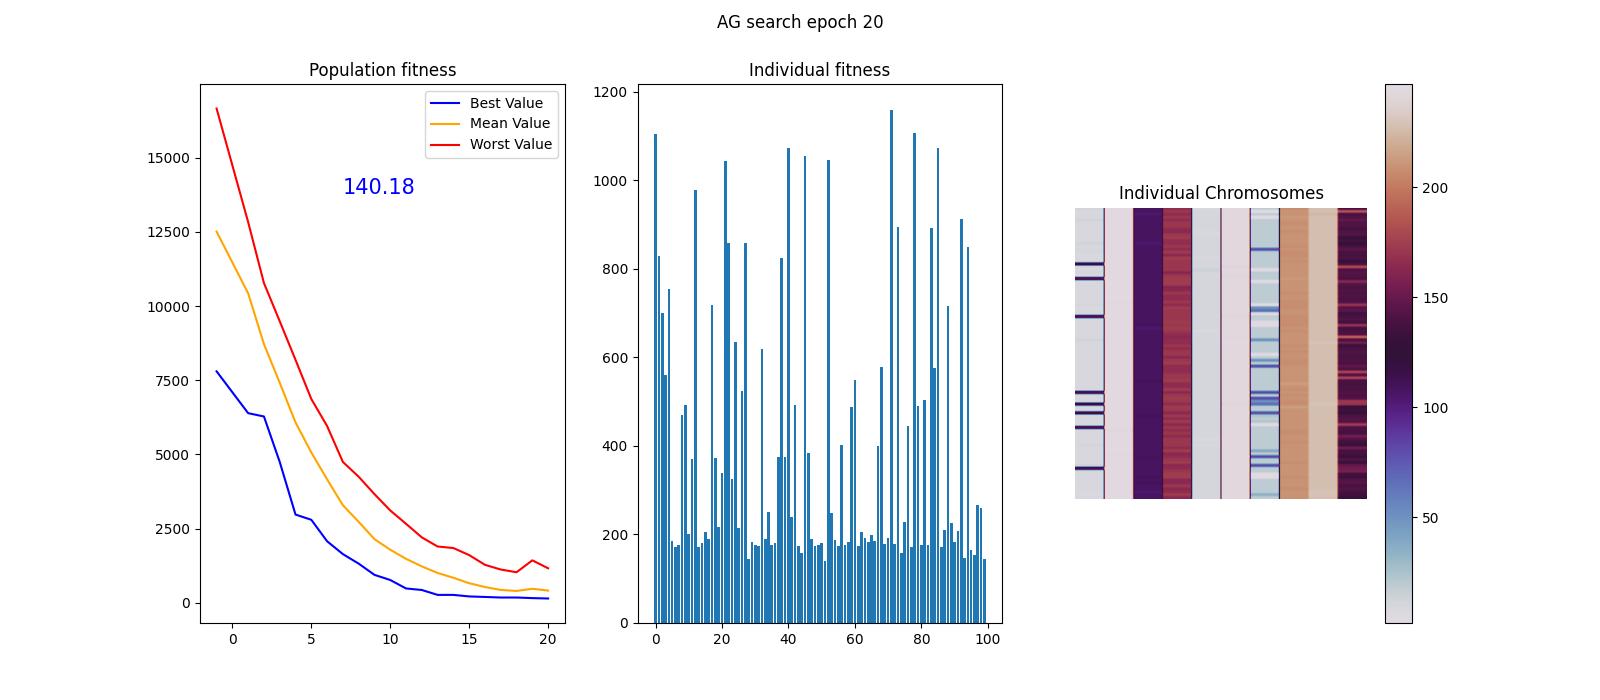 AG search epoch 20
Population fitness
Best Value
Mean Value
Worst Value
140.18
15000
12500
10000
7500
5000
2500
0
0 5 10 15 20
Individual fitness
1200
1000
800
600
400
200
0
0 20 40 60 80 100
Individual Chromosomes
200
150
100
50